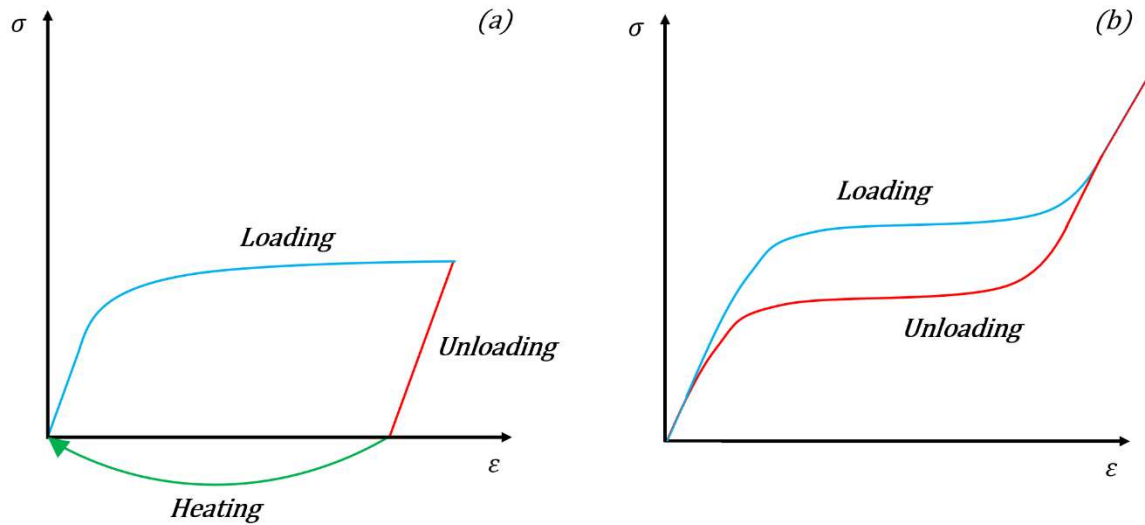 σ
(a)
Loading
Unloading
ε
Heating
σ
(b)
Loading
Unloading
ε